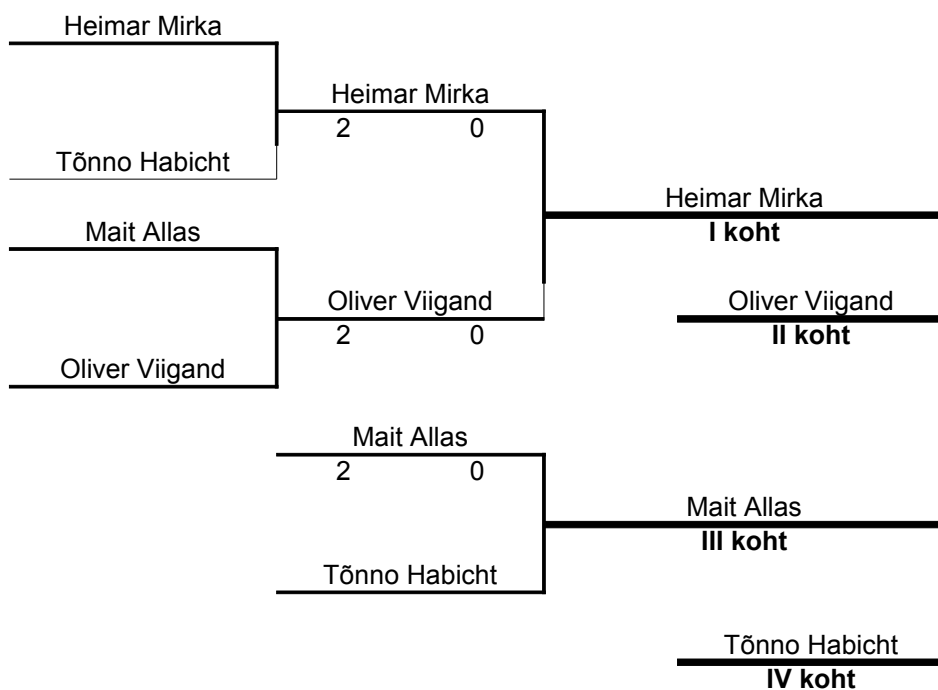 Heimar Mirka
Heimar Mirka
2 0
Tõnno Habicht
Heimar Mirka
I koht
Mait Allas
Oliver Viigand
2 0
Oliver Viigand
II koht
Oliver Viigand
Mait Allas
2 0
Mait Allas
III koht
Tõnno Habicht
Tõnno Habicht
IV koht